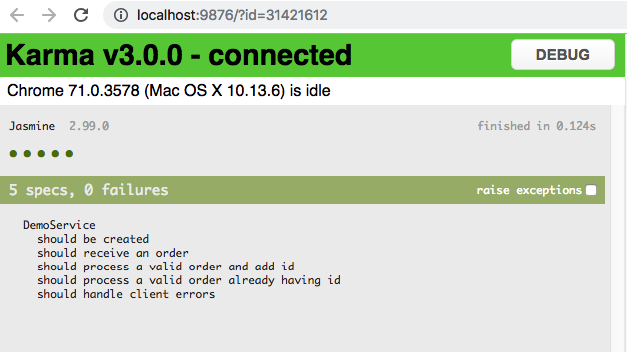 localhost:9876/?id=31421612
Karma v3.0.0 - connected
DEBUG
Chrome 71.0.3578 (Mac OS X 10.13.6) is idle
Jasmine 2.99.0
finished in 0.124s
5 specs, 0 failures
raise exceptions
DemoService
should be created
should receive an order
should process a valid order and add id
should process a valid order already having id
should handle client errors